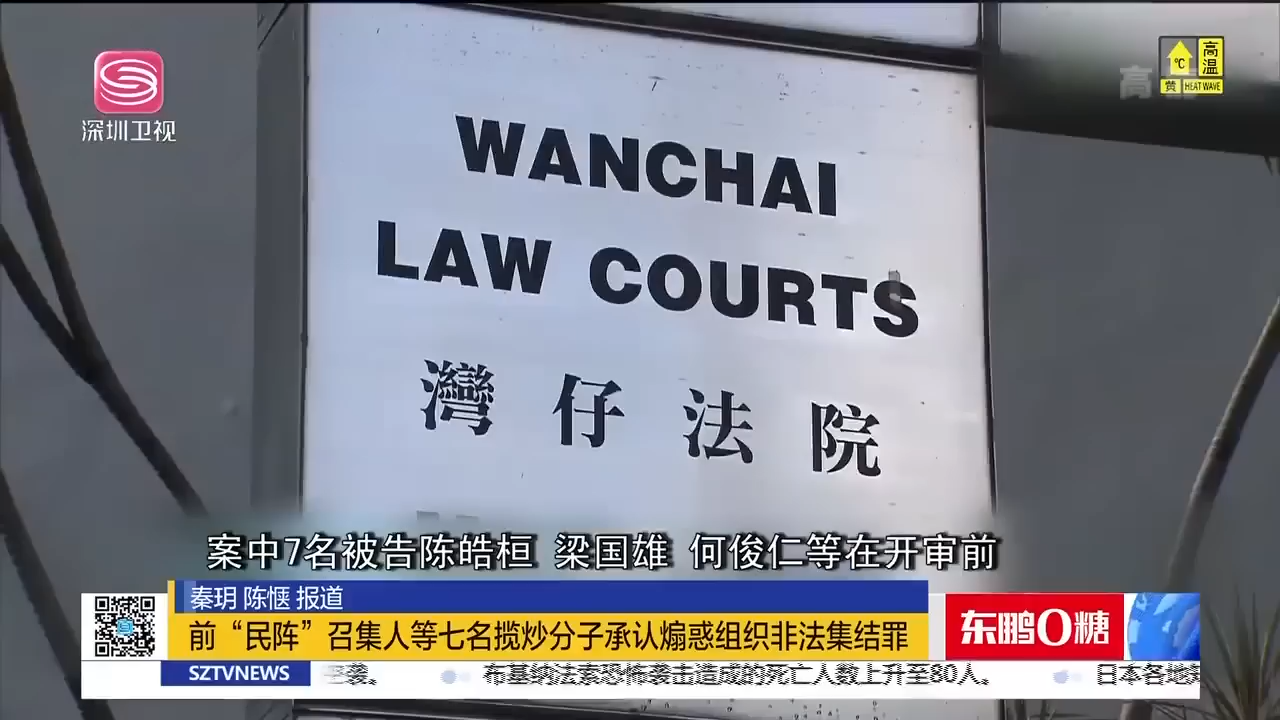 深圳卫视
℃
高温
黄 HEAT WAVE
WANCHAI
LAW COURTS
灣仔法院
案中7名被告陈皓桓 梁国雄 何俊仁等在开审前
秦玥 陈惬 报道
前“民阵”召集人等七名揽炒分子承认煽惑组织非法集结罪
东鹏0糖
SZTVNEWS
布基纳法索恐怖袭击造成的死亡人数上升至80人。 日本各地